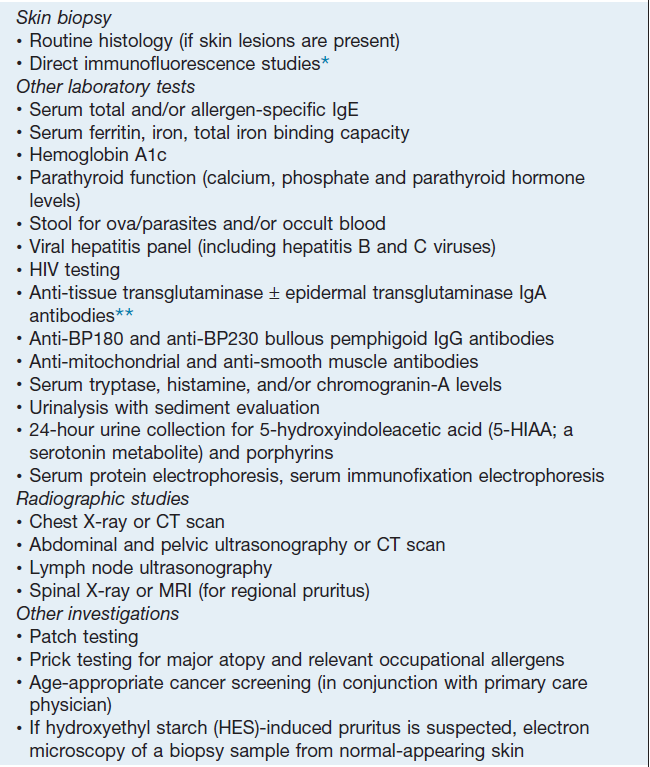 Skin biopsy
• Routine histology (if skin lesions are present)
• Direct immunofluorescence studies*
Other laboratory tests
• Serum total and/or allergen-specific IgE
• Serum ferritin, iron, total iron binding capacity
• Hemoglobin A1c
• Parathyroid function (calcium, phosphate and parathyroid hormone
levels)
• Stool for ova/parasites and/or occult blood
• Viral hepatitis panel (including hepatitis B and C viruses)
• HIV testing
• Anti-tissue transglutaminase ± epidermal transglutaminase IgA
antibodies**
• Anti-BP180 and anti-BP230 bullous pemphigoid IgG antibodies
• Anti-mitochondrial and anti-smooth muscle antibodies
• Serum tryptase, histamine, and/or chromogranin-A levels
• Urinalysis with sediment evaluation
• 24-hour urine collection for 5-hydroxyindoleacetic acid (5-HIAA; a
serotonin metabolite) and porphyrins
• Serum protein electrophoresis, serum immunofixation electrophoresis
Radiographic studies
• Chest X-ray or CT scan
• Abdominal and pelvic ultrasonography or CT scan
• Lymph node ultrasonography
• Spinal X-ray or MRI (for regional pruritus)
Other investigations
• Patch testing
• Prick testing for major atopy and relevant occupational allergens
• Age-appropriate cancer screening (in conjunction with primary care
physician)
• If hydroxyethyl starch (HES)-induced pruritus is suspected, electron
microscopy of a biopsy sample from normal-appearing skin